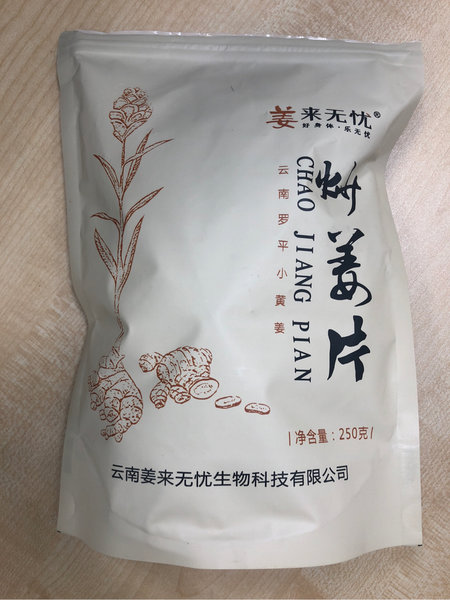 姜来无忧®
好身体·乐无忧
炒姜片
CHAO JIANG PIAN
云南罗平小黄姜
净含量：250克
云南姜来无忧生物科技有限公司